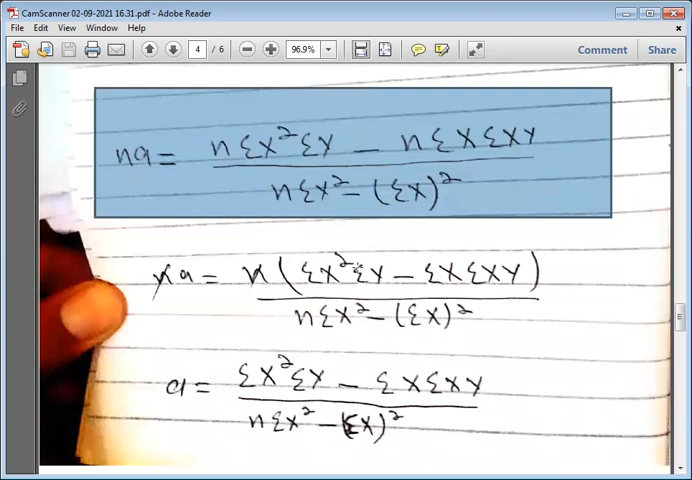 CamScanner 02-09-2021 16.31.pdf - Adobe Reader
File Edit View Window Help
4 / 6 96.9% Comment Share
na = nΣX²ΣY − nΣXΣXY
nΣX² − (ΣX)²
na = n(ΣX²ΣY − ΣXΣXY)
nΣX² − (ΣX)²
a = ΣX²ΣY − ΣXΣXY
nΣX² − (ΣX)²